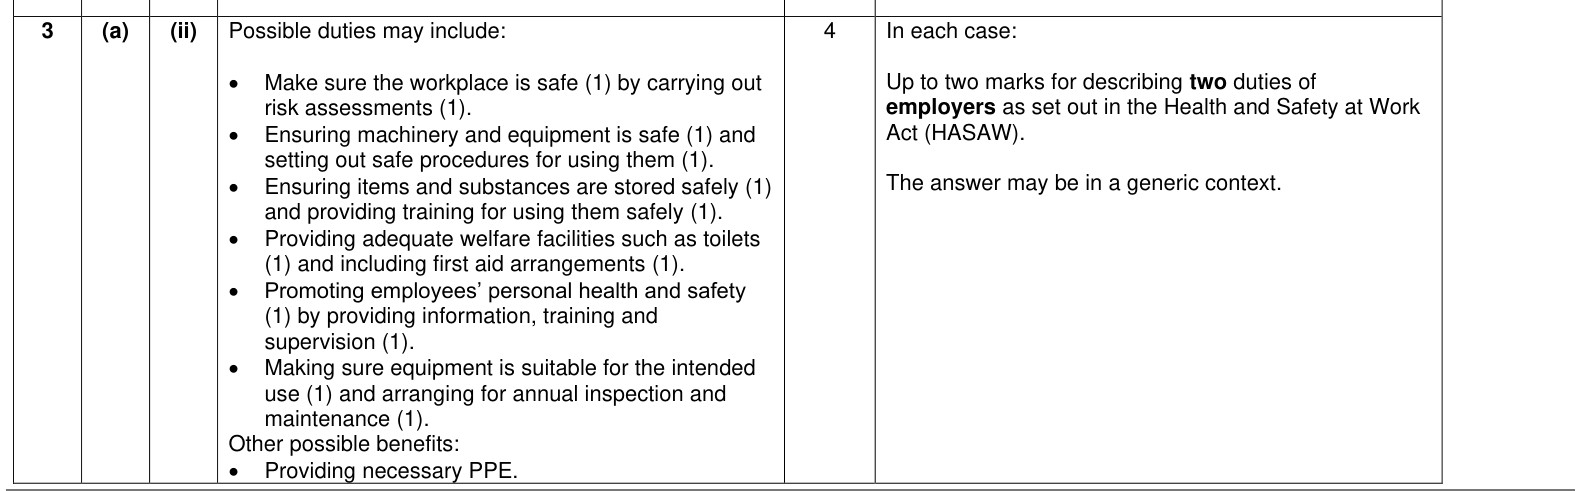 3 (a) (ii) Possible duties may include: 4 In each case:
• Make sure the workplace is safe (1) by carrying out
risk assessments (1).
• Ensuring machinery and equipment is safe (1) and
setting out safe procedures for using them (1).
• Ensuring items and substances are stored safely (1)
and providing training for using them safely (1).
• Providing adequate welfare facilities such as toilets
(1) and including first aid arrangements (1).
• Promoting employees’ personal health and safety
(1) by providing information, training and
supervision (1).
• Making sure equipment is suitable for the intended
use (1) and arranging for annual inspection and
maintenance (1).
Other possible benefits:
• Providing necessary PPE.
Up to two marks for describing two duties of
employers as set out in the Health and Safety at Work
Act (HASAW).
The answer may be in a generic context.